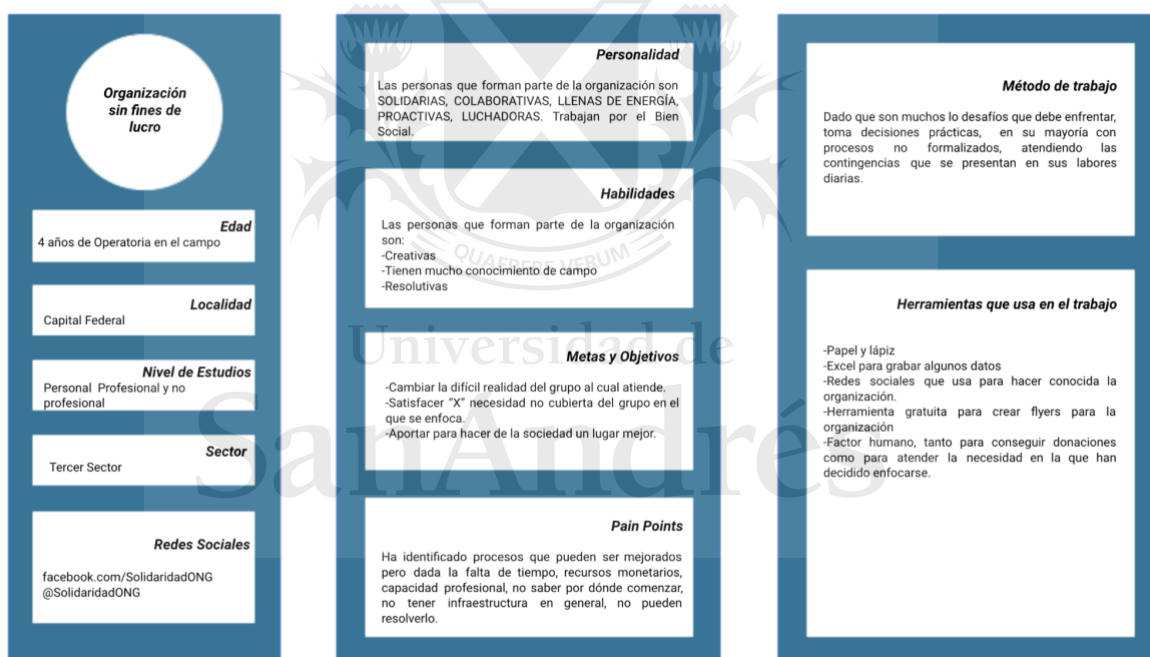 Organización
sin fines de
lucro
Edad
4 años de Operatoria en el campo
Localidad
Capital Federal
Nivel de Estudios
Personal Profesional y no
profesional
Sector
Tercer Sector
Redes Sociales
facebook.com/SolidaridadONG
@SolidaridadONG
Personalidad
Las personas que forman parte de la organización son
SOLIDARIAS, COLABORATIVAS, LLENAS DE ENERGÍA,
PROACTIVAS, LUCHADORAS. Trabajan por el Bien
Social.
Habilidades
Las personas que forman parte de la organización
son:
-Creativas
-Tienen mucho conocimiento de campo
-Resolutivas
Metas y Objetivos
-Cambiar la difícil realidad del grupo al cual atiende.
-Satisfacer “X” necesidad no cubierta del grupo en el
que se enfoca.
-Aportar para hacer de la sociedad un lugar mejor.
Pain Points
Ha identificado procesos que pueden ser mejorados
pero dada la falta de tiempo, recursos monetarios,
capacidad profesional, no saber por dónde comenzar,
no tener infraestructura en general, no pueden
resolverlo.
Método de trabajo
Dado que son muchos lo desafíos que debe enfrentar,
toma decisiones prácticas, en su mayoría con
procesos no formalizados, atendiendo las
contingencias que se presentan en sus labores
diarias.
Herramientas que usa en el trabajo
-Papel y lápiz
-Excel para grabar algunos datos
-Redes sociales que usa para hacer conocida la
organización.
-Herramienta gratuita para crear flyers para la
organización
-Factor humano, tanto para conseguir donaciones
como para atender la necesidad en la que han
decidido enfocarse.
QUAERERE VERUM
Universidad de
SanAndrés